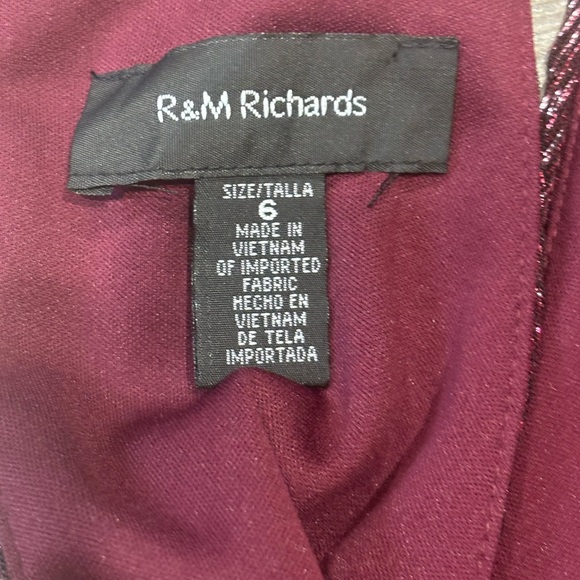 R&M Richards
SIZE/TALLA
6
MADE IN
VIETNAM
OF IMPORTED
FABRIC
HECHO EN
VIETNAM
DE TELA
IMPORTADA